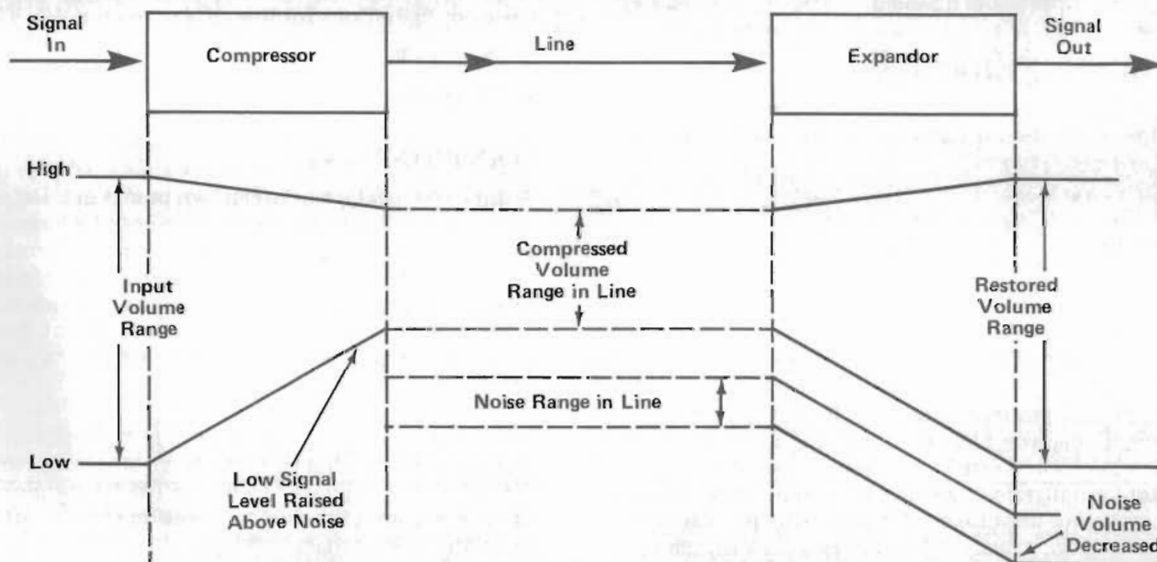 Signal
In
Compressor
Line
Expandor
Signal
Out
High
Compressed
Volume
Range in Line
Input
Volume
Range
Restored
Volume
Range
Noise Range in Line
Low
Low Signal
Level Raised
Above Noise
Noise
Volume
Decreased